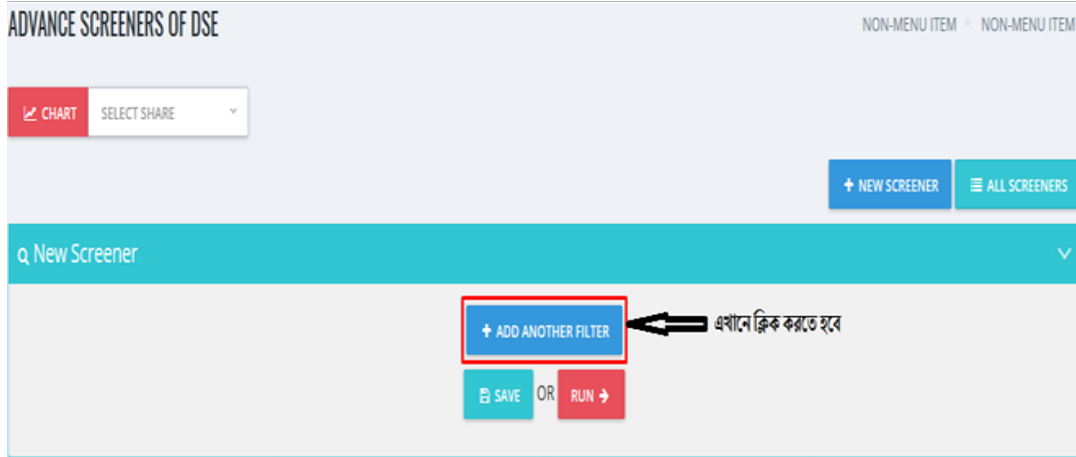 ADVANCE SCREENERS OF DSE
NON-MENU ITEM NON-MENU ITEM
CHART SELECT SHARE
+ NEW SCREENER ALL SCREENERS
New Screener
+ ADD ANOTHER FILTER এখানে ক্লিক করতে হবে
SAVE OR RUN →